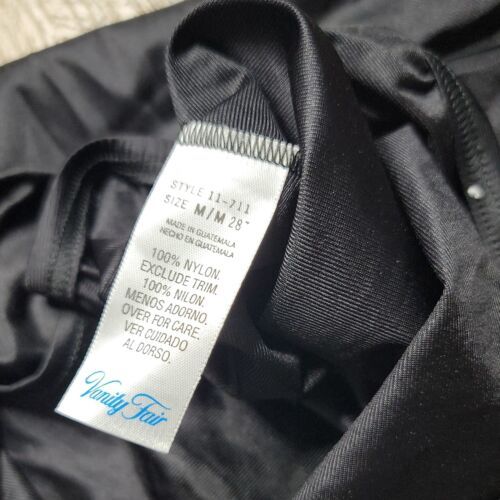 STYLE 11-711
SIZE M/M 28"
MADE IN GUATEMALA
HECHO EN GUATEMALA
100% NYLON.
EXCLUDE TRIM.
100% NILON.
MENOS ADORNO.
OVER FOR CARE.
VER CUIDADO
AL DORSO.
Vanity Fair